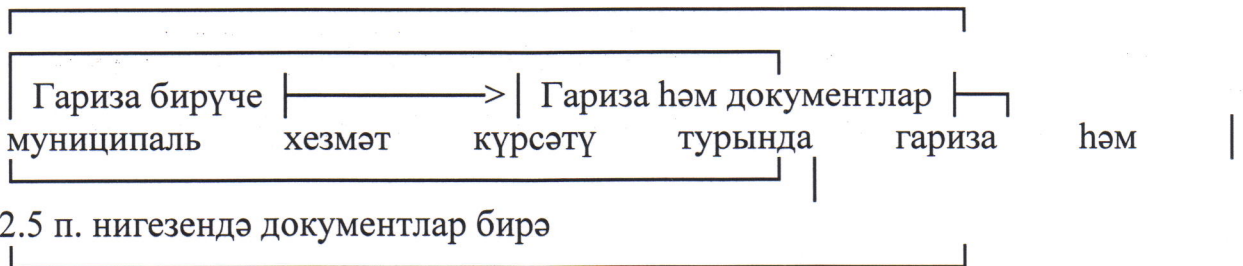 Гариза бирүче > Гариза һәм документлар
муниципаль хезмәт күрсәтү турында гариза һәм
2.5 п. нигезендә документлар бирә